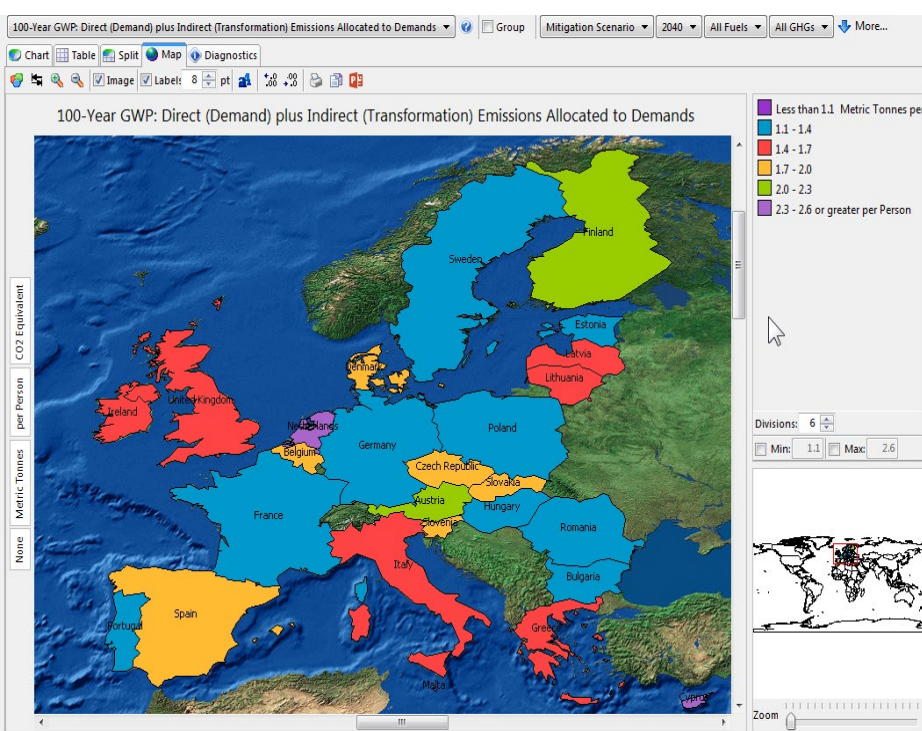 100-Year GWP: Direct (Demand) plus Indirect (Transformation) Emissions Allocated to Demands
Group
Mitigation Scenario
2040
All Fuels
All GHGs
More...
Chart
Table
Split
Map
Diagnostics
Image
Labels
8
pt
100-Year GWP: Direct (Demand) plus Indirect (Transformation) Emissions Allocated to Demands
Less than 1.1 Metric Tonnes pe
1.1 - 1.4
1.4 - 1.7
1.7 - 2.0
2.0 - 2.3
2.3 - 2.6 or greater per Person
CO2 Equivalent
per Person
Metric Tonnes
None
Finland
Sweden
Estonia
Latvia
Lithuania
Denmark
Ireland
United Kingdom
Netherlands
Belgium
Germany
Poland
Czech Republic
Slovakia
Austria
Hungary
France
Slovenia
Romania
Italy
Bulgaria
Spain
Portugal
Greece
Malta
Cyprus
Divisions:
6
Min:
1.1
Max:
2.6
Zoom